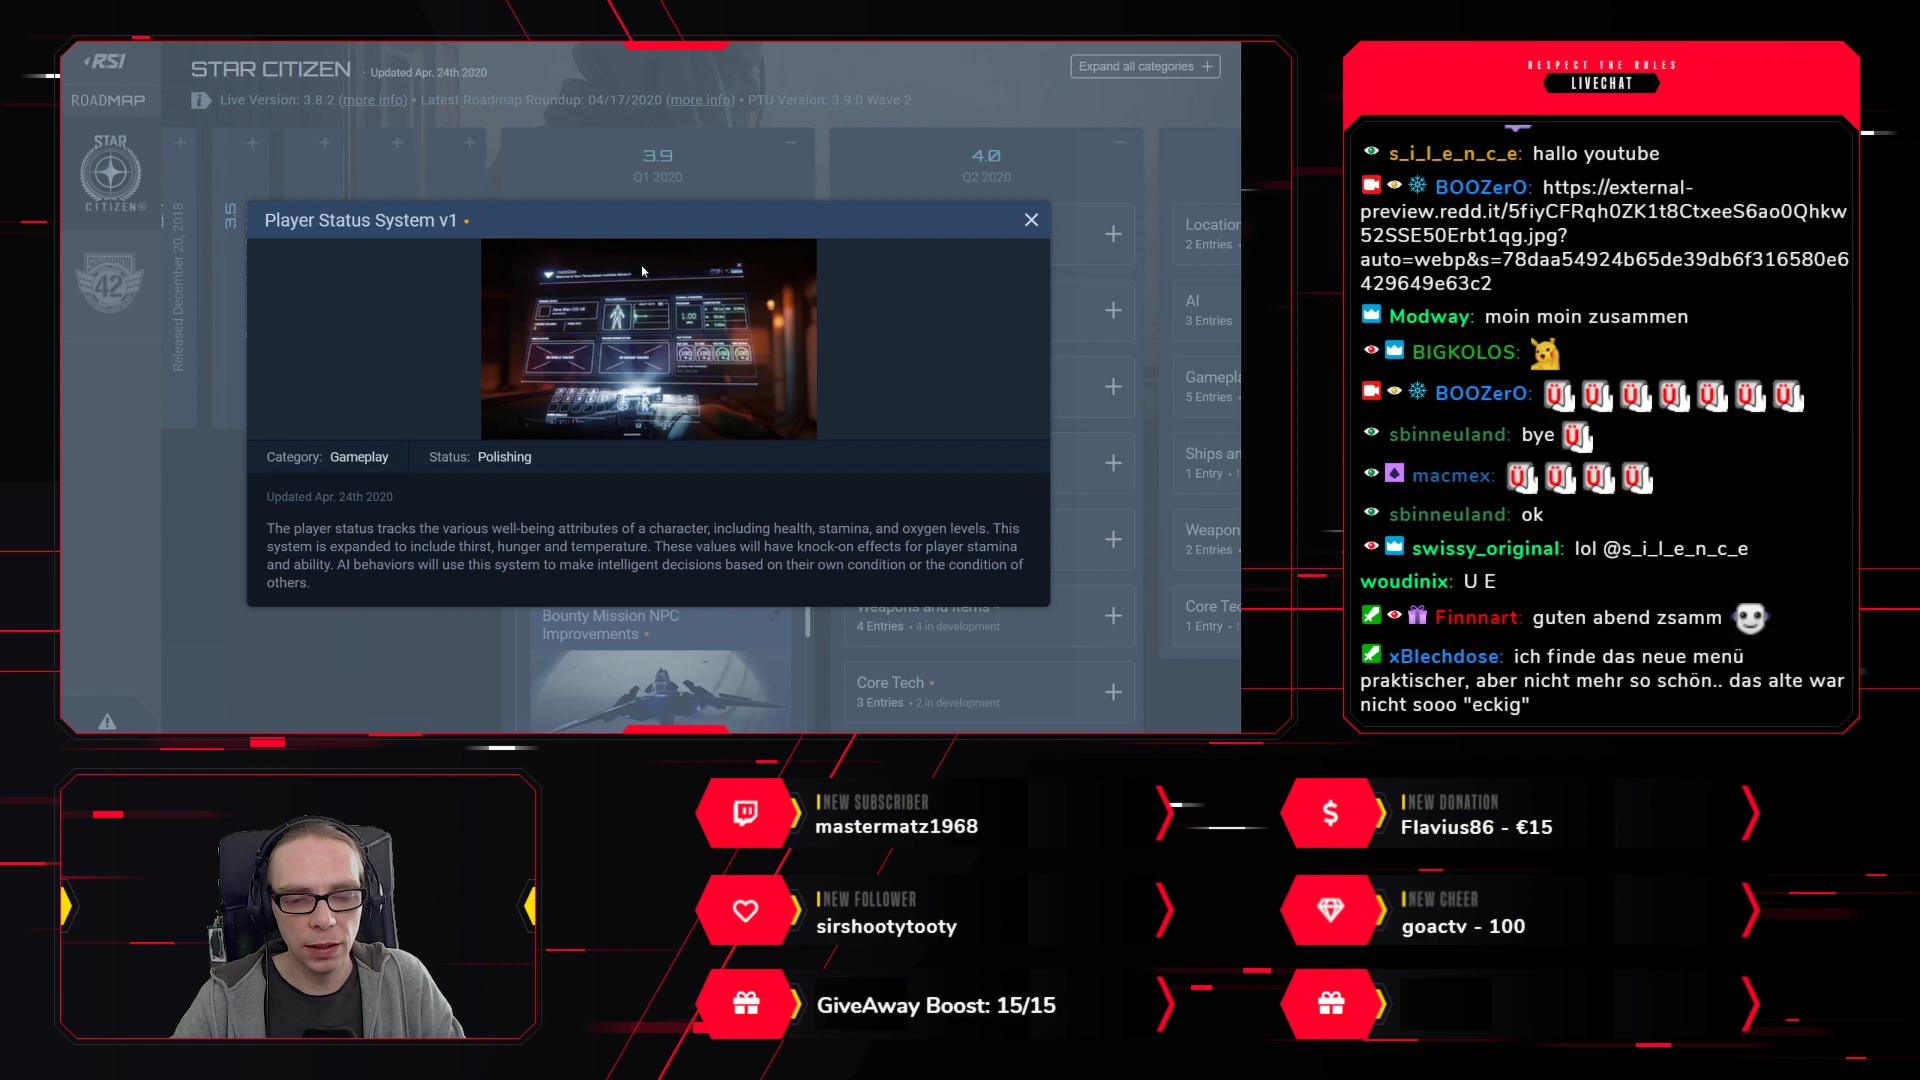 RSI
ROADMAP
STAR
CITIZEN®
SQUADRON
42
STAR CITIZEN · Updated Apr. 24th 2020
Expand all categories +
Live Version: 3.8.2 (more info) • Latest Roadmap Roundup: 04/17/2020 (more info) • PTU Version: 3.9.0 Wave 2
Released December 20, 2018
3.5
3.9
Q1 2020
4.0
Q2 2020
Player Status System v1 •
Category: Gameplay
Status: Polishing
Updated Apr. 24th 2020
The player status tracks the various well-being attributes of a character, including health, stamina, and oxygen levels. This
system is expanded to include thirst, hunger and temperature. These values will have knock-on effects for player stamina
and ability. AI behaviors will use this system to make intelligent decisions based on their own condition or the condition of
others.
Bounty Mission NPC
Improvements •
Weapons and Items •
4 Entries • 4 in development
Core Tech •
3 Entries • 2 in development
Location
2 Entries •
AI
3 Entries
Gamepl
5 Entries
Ships an
1 Entry
Weapon
2 Entries
Core Tec
1 Entry
RESPECT THE RULES
LIVECHAT
s_i_l_e_n_c_e: hallo youtube
BOOZerO: https://external-
preview.redd.it/5fiyCFRqh0ZK1t8CtxeeS6ao0Qhkw
52SSE50Erbt1qg.jpg?
auto=webp&s=78daa54924b65de39db6f316580e6
429649e63c2
Modway: moin moin zusammen
BIGKOLOS:
BOOZerO: Ü Ü Ü Ü Ü Ü Ü
sbinneuland: bye Ü
macmex: Ü Ü Ü Ü
sbinneuland: ok
swissy_original: lol @s_i_l_e_n_c_e
woudinix: U E
Finnnart: guten abend zsamm
xBlechdose: ich finde das neue menü
praktischer, aber nicht mehr so schön.. das alte war
nicht sooo "eckig"
NEW SUBSCRIBER
mastermatz1968
NEW DONATION
Flavius86 - €15
NEW FOLLOWER
sirshootytooty
NEW CHEER
goactv - 100
GiveAway Boost: 15/15